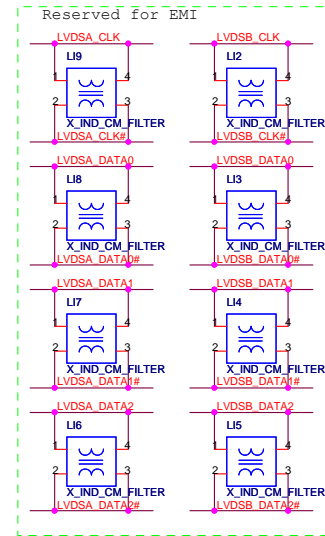 Reserved for EMI
LVDSA_CLK
LI9
1
4
2
3
X_IND_CM_FILTER
LVDSA_CLK#
LVDSB_CLK
LI2
1
4
2
3
X_IND_CM_FILTER
LVDSB_CLK#
LVDSA_DATA0
LI8
1
4
2
3
X_IND_CM_FILTER
LVDSA_DATA0#
LVDSB_DATA0
LI3
1
4
2
3
X_IND_CM_FILTER
LVDSB_DATA0#
LVDSA_DATA1
LI7
1
4
2
3
X_IND_CM_FILTER
LVDSA_DATA1#
LVDSB_DATA1
LI4
1
4
2
3
X_IND_CM_FILTER
LVDSB_DATA1#
LVDSA_DATA2
LI6
1
4
2
3
X_IND_CM_FILTER
LVDSA_DATA2#
LVDSB_DATA2
LI5
1
4
2
3
X_IND_CM_FILTER
LVDSB_DATA2#